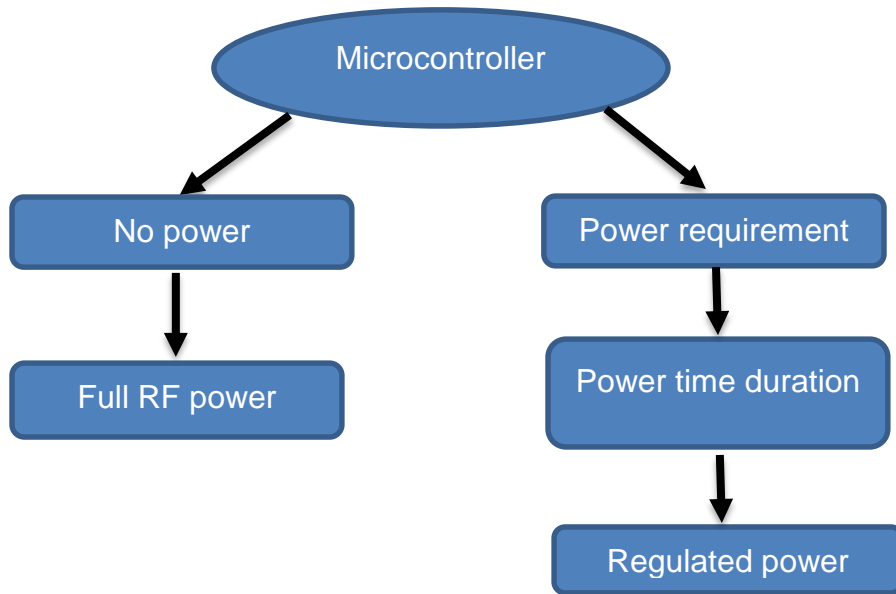 Microcontroller
No power
Power requirement
Full RF power
Power time duration
Regulated power